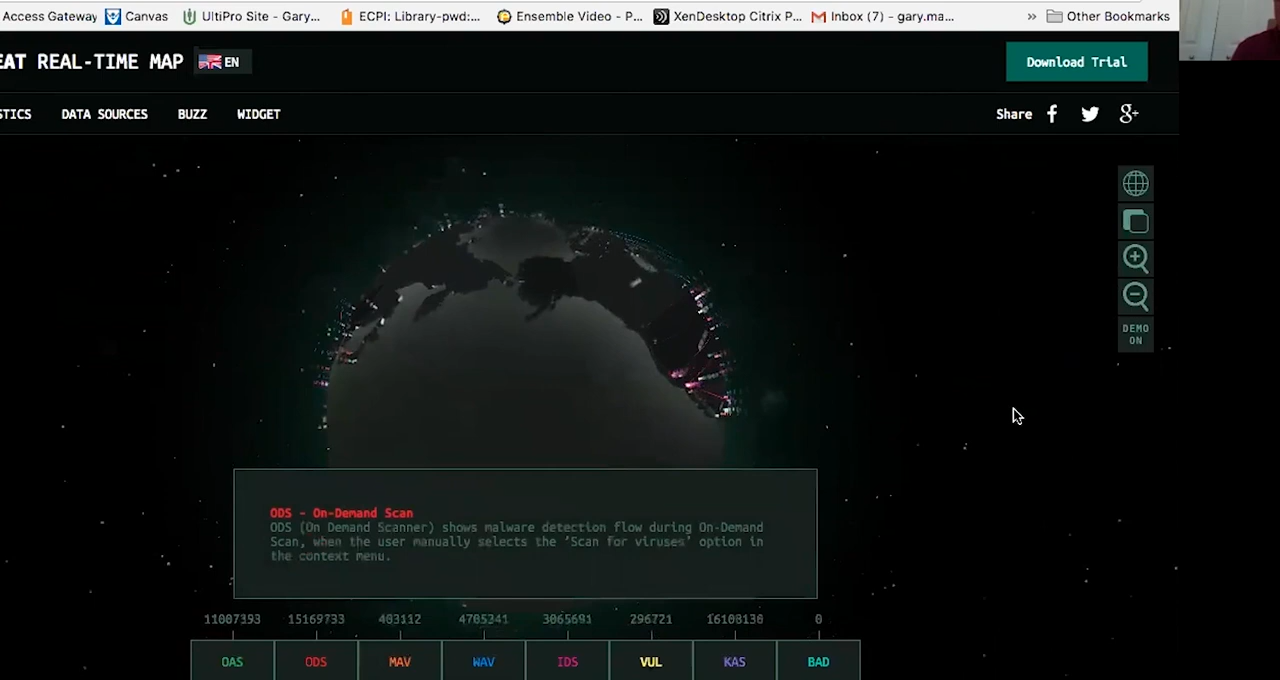 Access Gateway Canvas UltiPro Site - Gary... ECPI: Library-pwd:... Ensemble Video - P... XenDesktop Citrix P... Inbox (7) - gary.ma... » Other Bookmarks
EAT REAL-TIME MAP EN Download Trial
STICS DATA SOURCES BUZZ WIDGET Share
DEMO
ON
ODS - On-Demand Scan
ODS (On Demand Scanner) shows malware detection flow during On-Demand
Scan, when the user manually selects the 'Scan for viruses' option in
the context menu.
11007393 15169733 403112 4705341 3065691 296721 16108130 0
OAS ODS MAV WAV IDS VUL KAS BAD